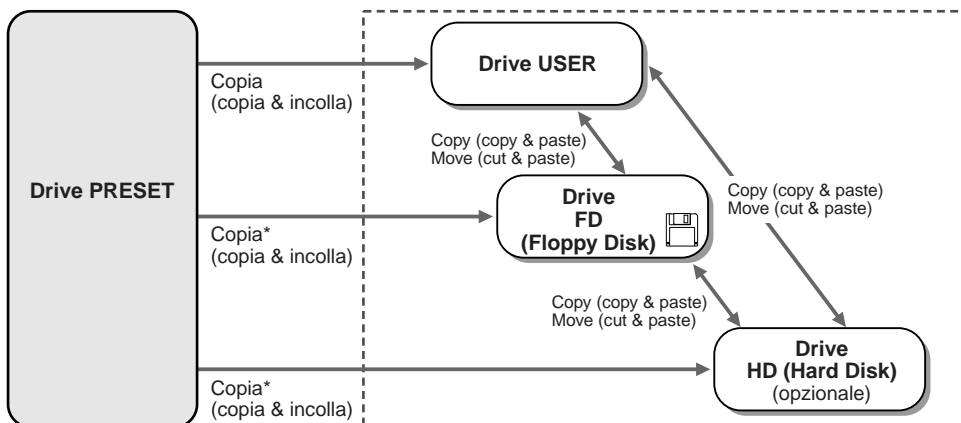 Drive PRESET
Copia
(copia & incolla)
Drive USER
Copy (copy & paste)
Move (cut & paste)
Copia*
(copia & incolla)
Drive
FD
(Floppy Disk)
Copy (copy & paste)
Move (cut & paste)
Copy (copy & paste)
Move (cut & paste)
Copia*
(copia & incolla)
Drive
HD (Hard Disk)
(opzionale)